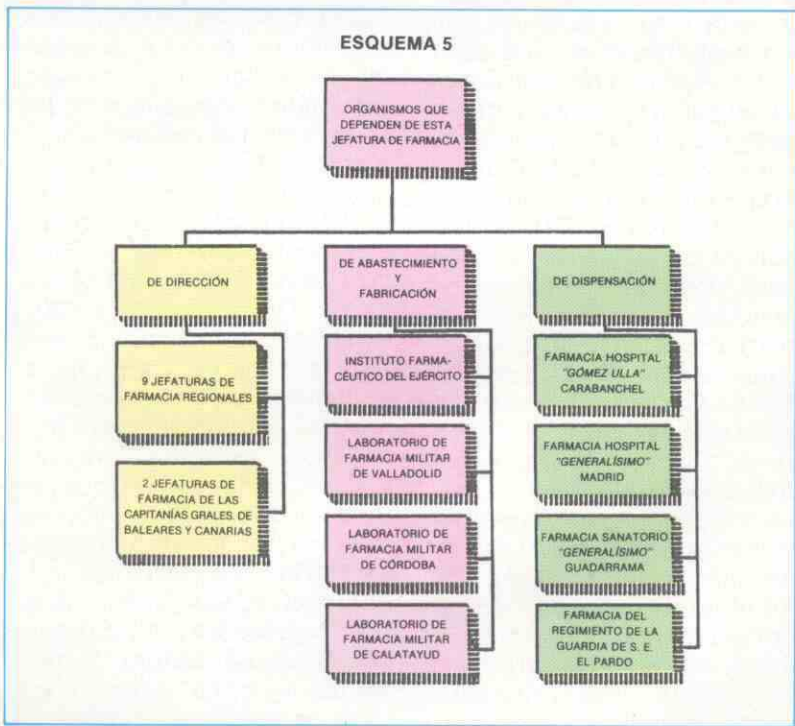 ESQUEMA 5
ORGANISMOS QUE
DEPENDEN DE ESTA
JEFATURA DE FARMACIA
DE DIRECCIÓN
9 JEFATURAS DE
FARMACIA REGIONALES
2 JEFATURAS DE
FARMACIA DE LAS
CAPITANÍAS GRALES. DE
BALEARES Y CANARIAS
DE ABASTECIMIENTO
Y
FABRICACIÓN
INSTITUTO FARMA-
CÉUTICO DEL EJÉRCITO
LABORATORIO DE
FARMACIA MILITAR
DE VALLADOLID
LABORATORIO DE
FARMACIA MILITAR
DE CÓRDOBA
LABORATORIO DE
FARMACIA MILITAR
DE CALATAYUD
DE DISPENSACIÓN
FARMACIA HOSPITAL
"GÓMEZ ULLA"
CARABANCHEL
FARMACIA HOSPITAL
"GENERALÍSIMO"
MADRID
FARMACIA SANATORIO
"GENERALÍSIMO"
GUADARRAMA
FARMACIA DEL
REGIMIENTO DE LA
GUARDIA DE S. E.
EL PARDO